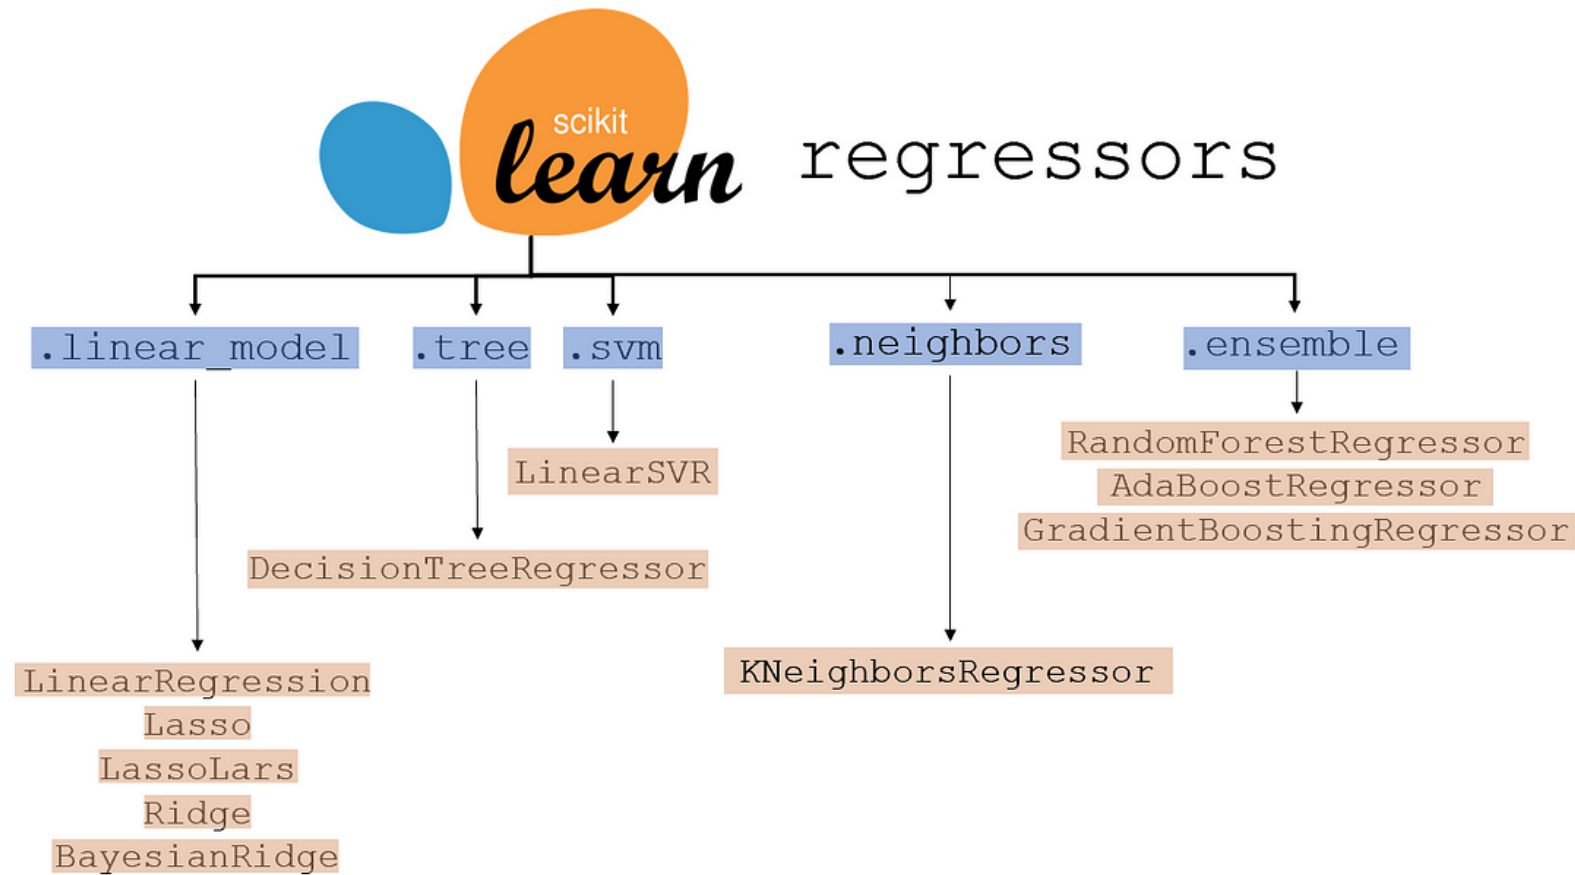 scikit
learn regressors
.linear_model .tree .svm .neighbors .ensemble
RandomForestRegressor
LinearSVR
AdaBoostRegressor
GradientBoostingRegressor
DecisionTreeRegressor
KNeighborsRegressor
LinearRegression
Lasso
LassoLars
Ridge
BayesianRidge